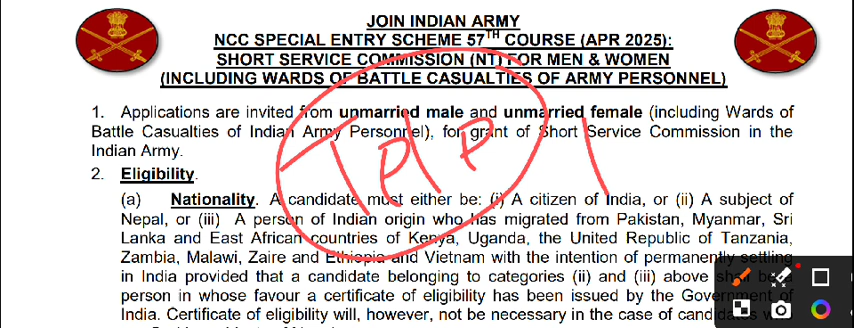 JOIN INDIAN ARMY
NCC SPECIAL ENTRY SCHEME 57TH COURSE (APR 2025):
SHORT SERVICE COMMISSION (NT) FOR MEN & WOMEN
(INCLUDING WARDS OF BATTLE CASUALTIES OF ARMY PERSONNEL)
1. Applications are invited from unmarried male and unmarried female (including Wards of
Battle Casualties of Indian Army Personnel), for grant of Short Service Commission in the
Indian Army.
2. Eligibility.
(a) Nationality. A candidate must either be: (i) A citizen of India, or (ii) A subject of
Nepal, or (iii) A person of Indian origin who has migrated from Pakistan, Myanmar, Sri
Lanka and East African countries of Kenya, Uganda, the United Republic of Tanzania,
Zambia, Malawi, Zaire and Ethiopia and Vietnam with the intention of permanently settling
in India provided that a candidate belonging to categories (ii) and (iii) above shall be a
person in whose favour a certificate of eligibility has been issued by the Government of
India. Certificate of eligibility will, however, not be necessary in the case of candidates